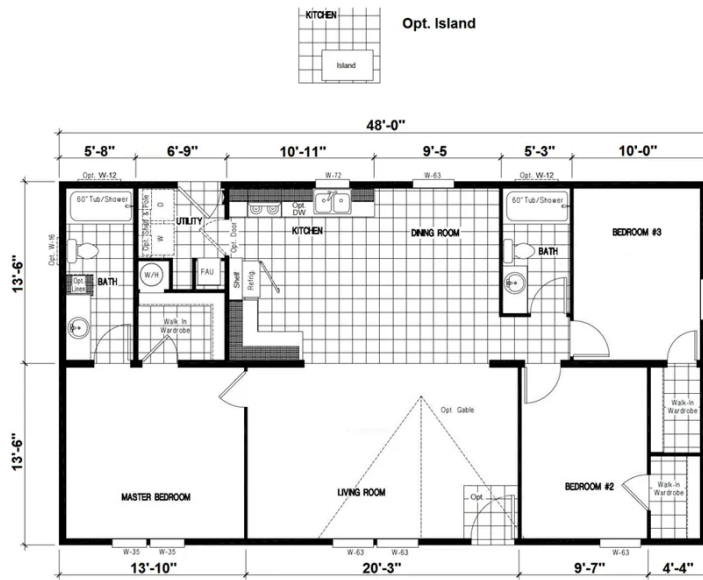 KITCHEN
Opt. Island
Island
48'-0"
5'-8" 6'-9" 10'-11" 9'-5 5'-3" 10'-0"
Opt. W-12 W-72 W-63 Opt. W-12
60" Tub/Shower
Opt. Shelf & Pole
D
W
UTILITY
Opt. Door
Opt. DW
KITCHEN
DINING ROOM
60" Tub/Shower
BATH
BEDROOM #3
Opt. W-16
BATH
Opt. Linen
W/H
FAU
Shelf
Refrig.
Walk In
Wardrobe
13'-6"
13'-6"
MASTER BEDROOM
LIVING ROOM
Opt Gable
Opt.
BEDROOM #2
Walk-in
Wardrobe
Walk-in
Wardrobe
W-35 W-35 W-63 W-63 W-63
13'-10" 20'-3" 9'-7" 4'-4"